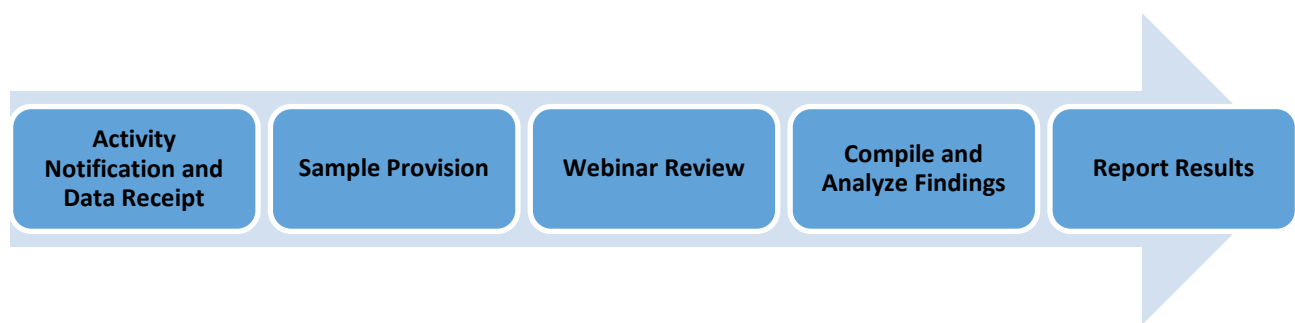 Activity
Notification and
Data Receipt
Sample Provision
Webinar Review
Compile and
Analyze Findings
Report Results